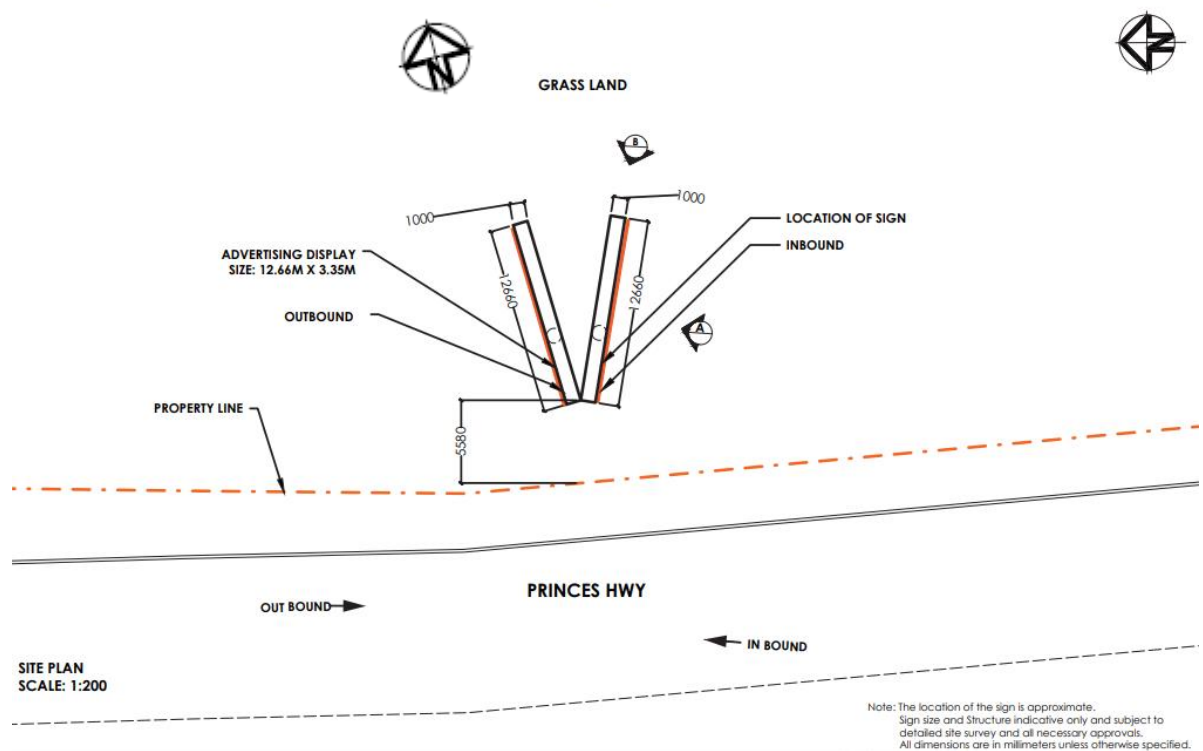 N
N
GRASS LAND
B
1000
1000
LOCATION OF SIGN
INBOUND
ADVERTISING DISPLAY
SIZE: 12.66M X 3.35M
12660
12660
OUTBOUND
A
PROPERTY LINE
5580
PRINCES HWY
OUT BOUND
IN BOUND
SITE PLAN
SCALE: 1:200
Note: The location of the sign is approximate.
Sign size and Structure indicative only and subject to
detailed site survey and all necessary approvals.
All dimensions are in millimeters unless otherwise specified.